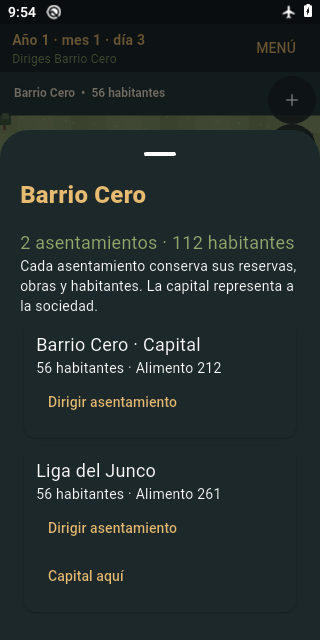 9:54
Año 1 · mes 1 · día 3
Diriges Barrio Cero
MENÚ
Barrio Cero • 56 habitantes
+
Barrio Cero
2 asentamientos · 112 habitantes
Cada asentamiento conserva sus reservas,
obras y habitantes. La capital representa a
la sociedad.
Barrio Cero · Capital
56 habitantes · Alimento 212
Dirigir asentamiento
Liga del Junco
56 habitantes · Alimento 261
Dirigir asentamiento
Capital aquí